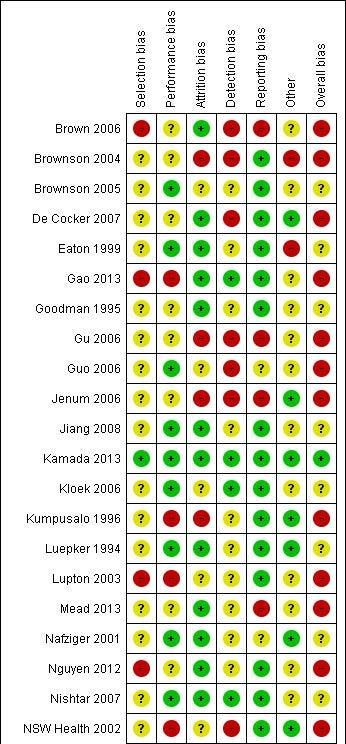 Selection bias
Performance bias
Attrition bias
Detection bias
Reporting bias
Other
Overall bias
Brown 2006 - ? + - - ? -
Brownson 2004 ? ? - - + - -
Brownson 2005 ? + ? ? + ? ?
De Cocker 2007 ? ? + - + + -
Eaton 1999 ? + + ? + - ?
Gao 2013 - - + + + ? -
Goodman 1995 ? ? + ? + ? ?
Gu 2006 ? ? - - - ? -
Guo 2006 ? + ? - ? ? -
Jenum 2006 ? ? - - - + -
Jiang 2008 ? + + ? + ? ?
Kamada 2013 + + + + + + +
Kloek 2006 ? + ? + + ? ?
Kumpusalo 1996 ? - - ? + + -
Luepker 1994 ? + + ? + + ?
Lupton 2003 - - ? ? + ? -
Mead 2013 ? ? + ? - ? -
Nafziger 2001 ? + + ? ? + ?
Nguyen 2012 - ? + ? + ? -
Nishtar 2007 ? + + + + ? ?
NSW Health 2002 ? - ? - + + -